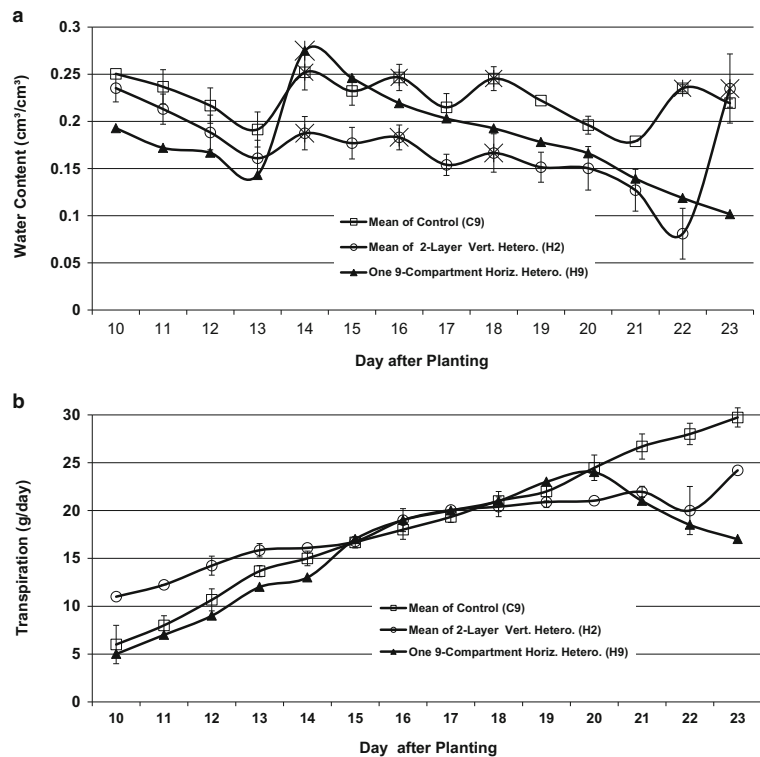 a
0.3
0.25
0.2
0.15
0.1
0.05
0
Water Content (cm³/cm³)
Mean of Control (C9)
Mean of 2-Layer Vert. Hetero. (H2)
One 9-Compartment Horiz. Hetero. (H9)
10 11 12 13 14 15 16 17 18 19 20 21 22 23
Day after Planting
b
30
25
20
15
10
5
0
Transpiration (g/day)
Mean of Control (C9)
Mean of 2-Layer Vert. Hetero. (H2)
One 9-Compartment Horiz. Hetero. (H9)
10 11 12 13 14 15 16 17 18 19 20 21 22 23
Day after Planting